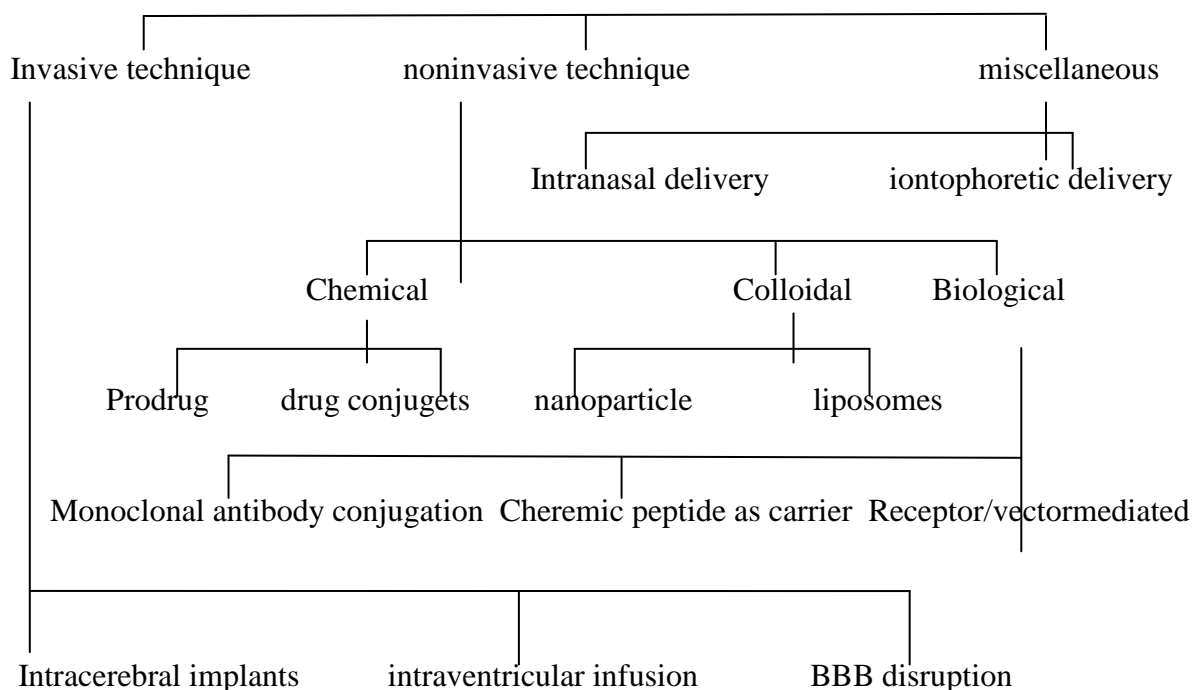 Invasive technique noninvasive technique miscellaneous
Intranasal delivery iontophoretic delivery
Chemical Colloidal Biological
Prodrug drug conjugets nanoparticle liposomes
Monoclonal antibody conjugation Cheremic peptide as carrier Receptor/vectormediated
Intracerebral implants intraventricular infusion BBB disruption